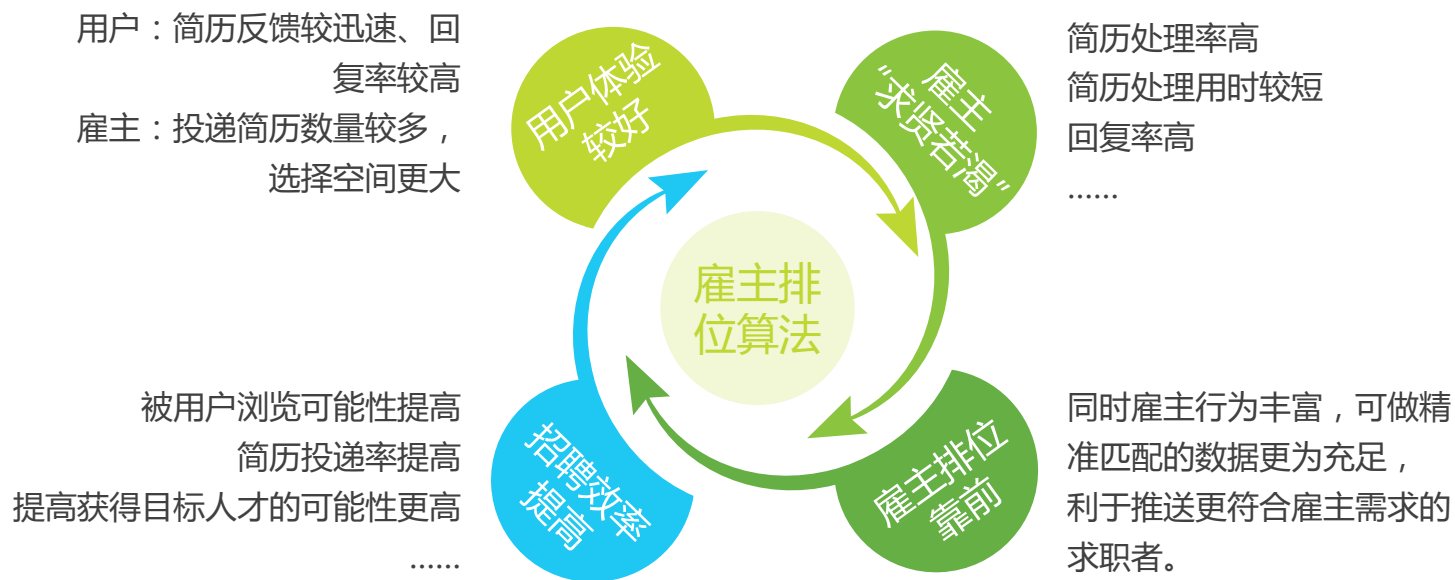 用户：简历反馈较迅速、回
复率较高
雇主：投递简历数量较多，
选择空间更大
用户体验
较好
雇主
“求贤若渴”
简历处理率高
简历处理用时较短
回复率高
……
雇主排
位算法
被用户浏览可能性提高
简历投递率提高
提高获得目标人才的可能性更高
……
招聘效率
提高
雇主排位
靠前
同时雇主行为丰富，可做精
准匹配的数据更为充足，
利于推送更符合雇主需求的
求职者。